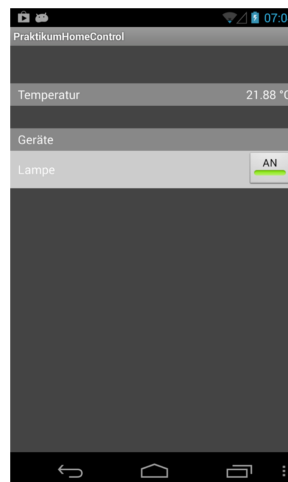 07:0
PraktikumHomeControl
Temperatur 21.88 °C
Geräte
Lampe AN